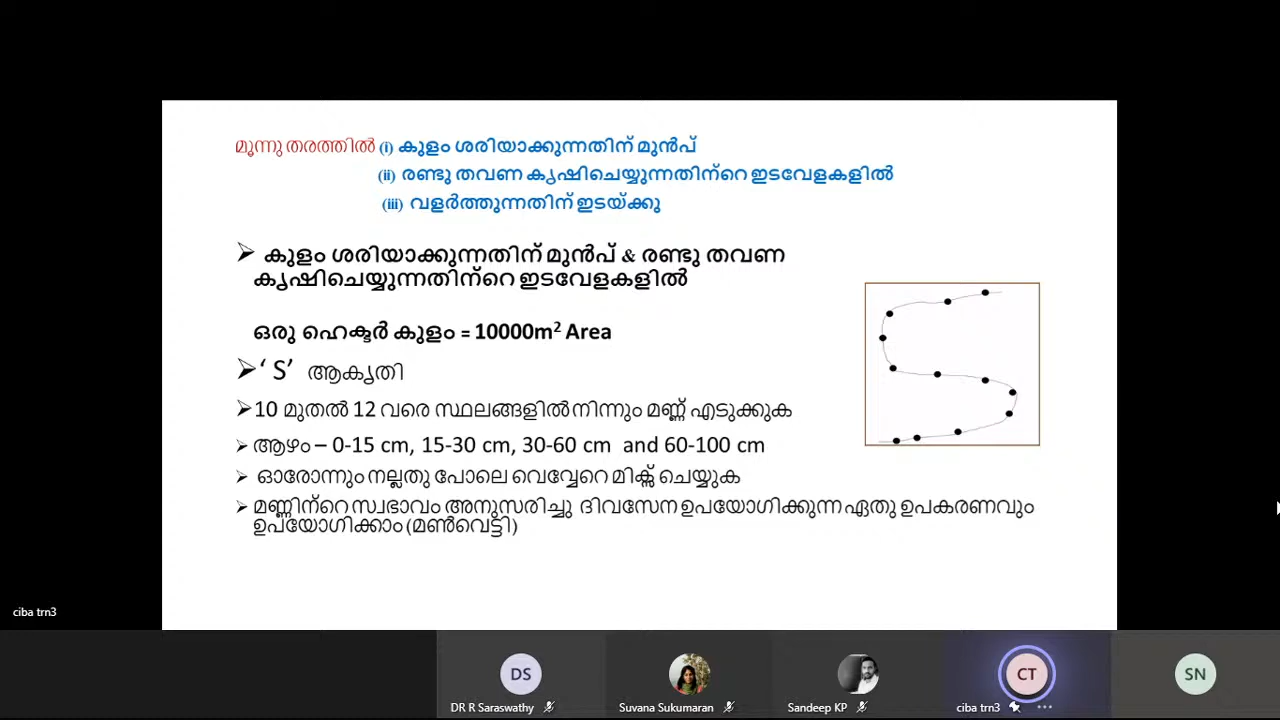 മൂന്നു തരത്തിൽ (i) കുളം ശരിയാക്കുന്നതിന് മുൻപ്
(ii) രണ്ടു തവണ കൃഷിചെയ്യുന്നതിന്റെ ഇടവേളകളിൽ
(iii) വളർത്തുന്നതിന് ഇടയ്ക്കു
➢ കുളം ശരിയാക്കുന്നതിന് മുൻപ് & രണ്ടു തവണ
കൃഷിചെയ്യുന്നതിന്റെ ഇടവേളകളിൽ
ഒരു ഹെക്ടർ കുളം = 10000m² Area
➢‘ S’ ആകൃതി
➢10 മുതൽ 12 വരെ സ്ഥലങ്ങളിൽനിന്നും മണ്ണ് എടുക്കുക
➢ ആഴം – 0-15 cm, 15-30 cm, 30-60 cm and 60-100 cm
➢ ഓരോന്നും നല്ലതു പോലെ വെവ്വേറെ മിക്സ് ചെയ്യുക
➢ മണ്ണിന്റെ സ്വഭാവം അനുസരിച്ചു ദിവസേന ഉപയോഗിക്കുന്ന ഏതു ഉപകരണവും
ഉപയോഗിക്കാം (മൺവെട്ടി)
ciba trn3
DS
CT
SN
DR R Saraswathy
Suvana Sukumaran
Sandeep KP
ciba trn3